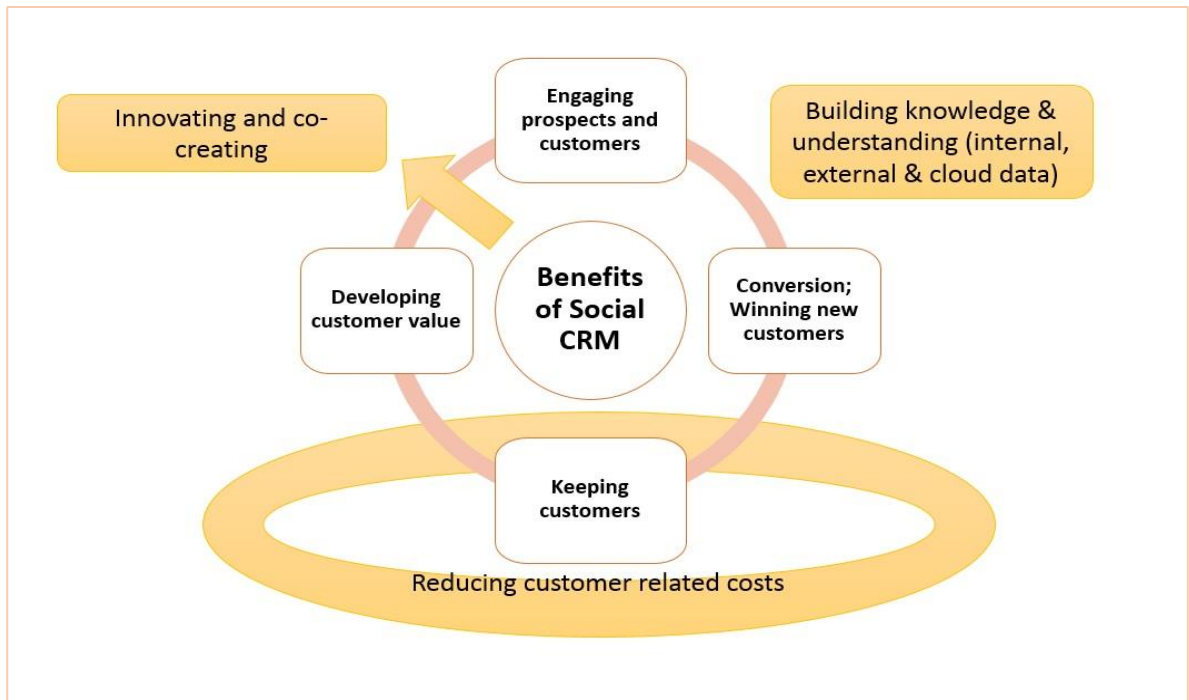 Engaging
prospects and
customers
Innovating and co-
creating
Building knowledge &
understanding (internal,
external & cloud data)
Developing
customer value
Benefits
of Social
CRM
Conversion;
Winning new
customers
Keeping
customers
Reducing customer related costs